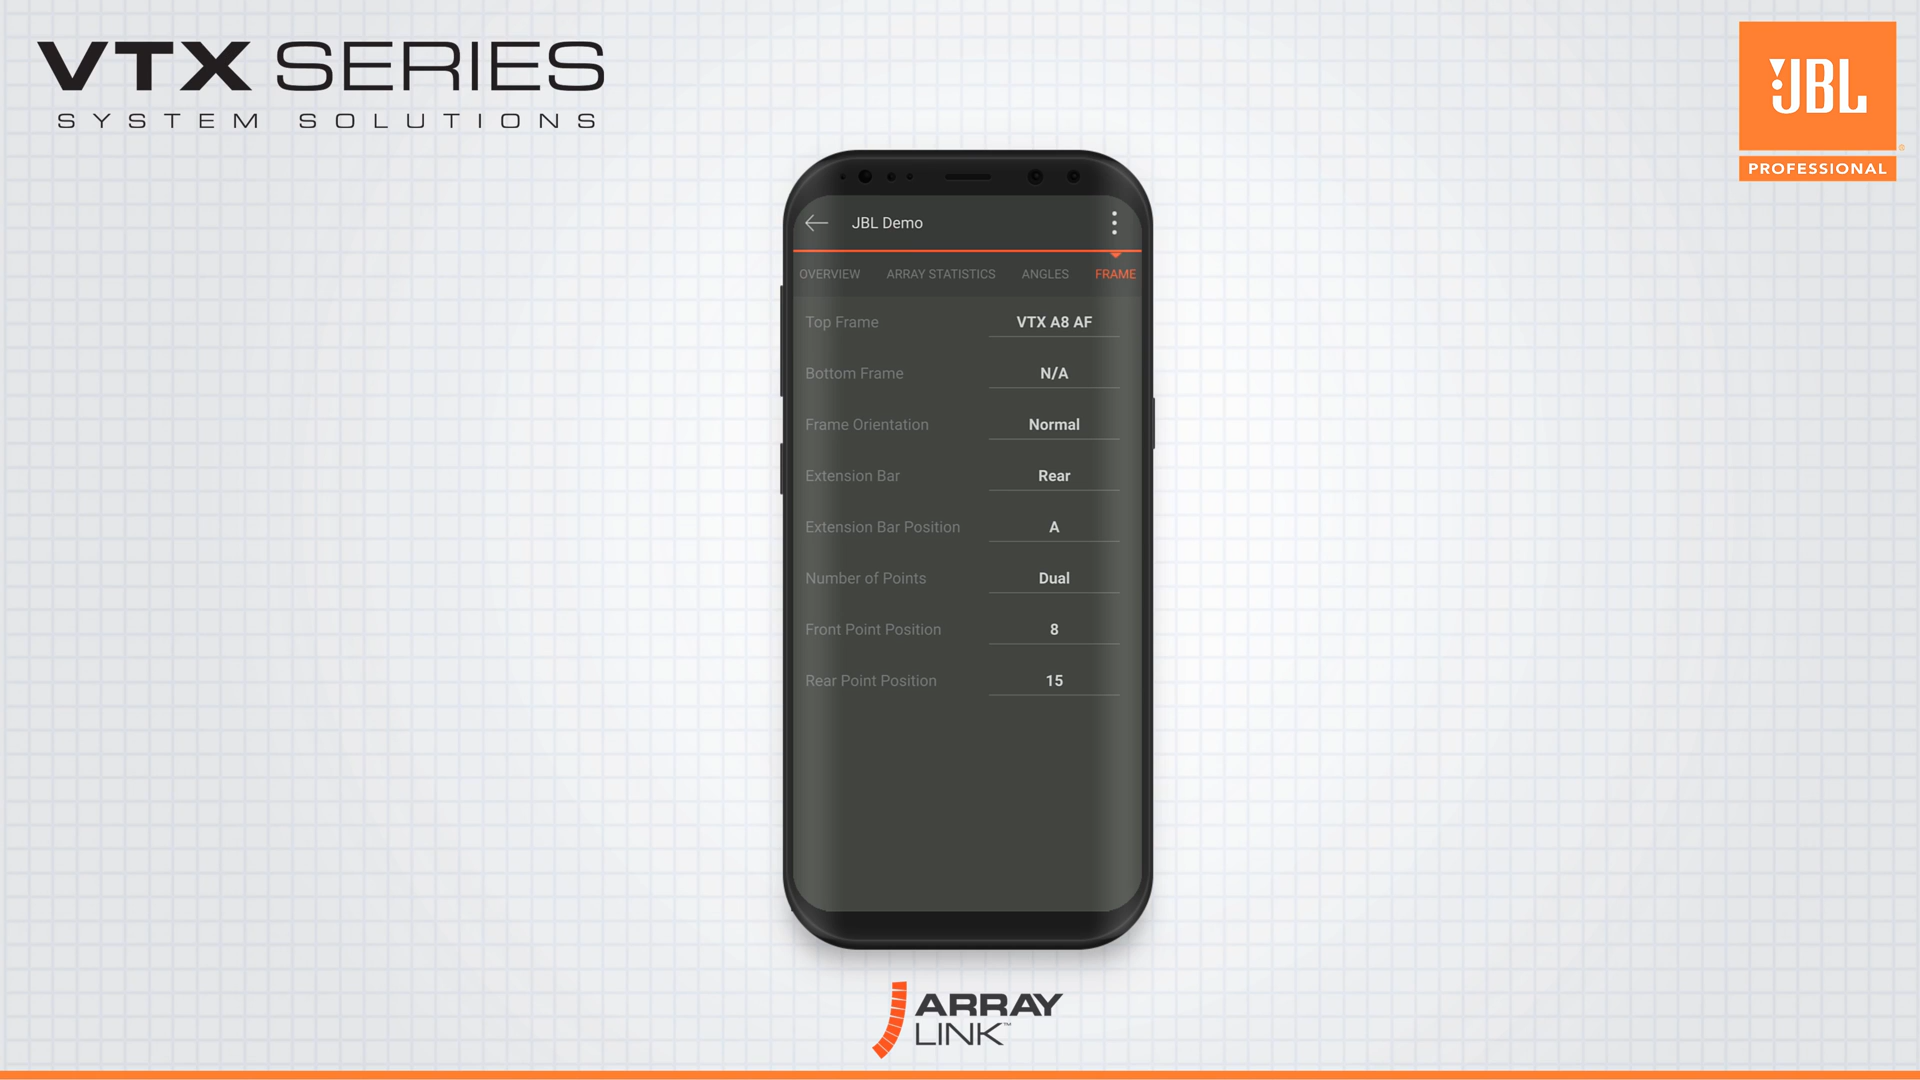 VTX SERIES
SYSTEM SOLUTIONS
JBL
®
PROFESSIONAL
JBL Demo
OVERVIEW ARRAY STATISTICS ANGLES FRAME
Top Frame VTX A8 AF
Bottom Frame N/A
Frame Orientation Normal
Extension Bar Rear
Extension Bar Position A
Number of Points Dual
Front Point Position 8
Rear Point Position 15
ARRAY
LINK™